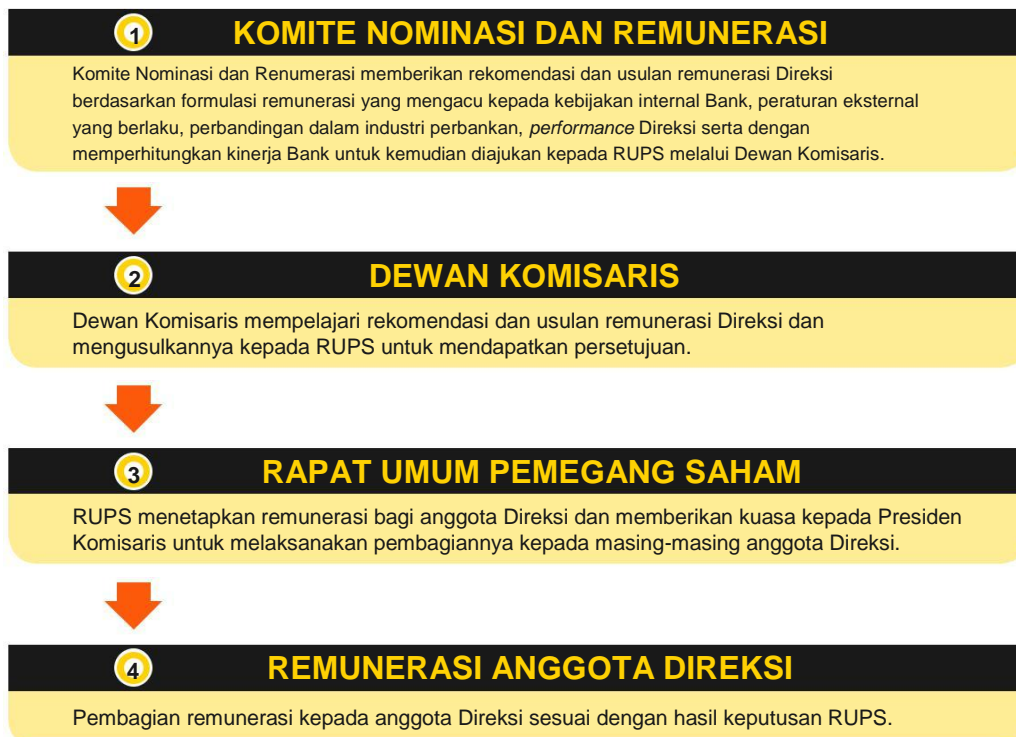 1 KOMITE NOMINASI DAN REMUNERASI
Komite Nominasi dan Renumerasi memberikan rekomendasi dan usulan remunerasi Direksi
berdasarkan formulasi remunerasi yang mengacu kepada kebijakan internal Bank, peraturan eksternal
yang berlaku, perbandingan dalam industri perbankan, performance Direksi serta dengan
memperhitungkan kinerja Bank untuk kemudian diajukan kepada RUPS melalui Dewan Komisaris.
2 DEWAN KOMISARIS
Dewan Komisaris mempelajari rekomendasi dan usulan remunerasi Direksi dan
mengusulkannya kepada RUPS untuk mendapatkan persetujuan.
3 RAPAT UMUM PEMEGANG SAHAM
RUPS menetapkan remunerasi bagi anggota Direksi dan memberikan kuasa kepada Presiden
Komisaris untuk melaksanakan pembagiannya kepada masing-masing anggota Direksi.
4 REMUNERASI ANGGOTA DIREKSI
Pembagian remunerasi kepada anggota Direksi sesuai dengan hasil keputusan RUPS.